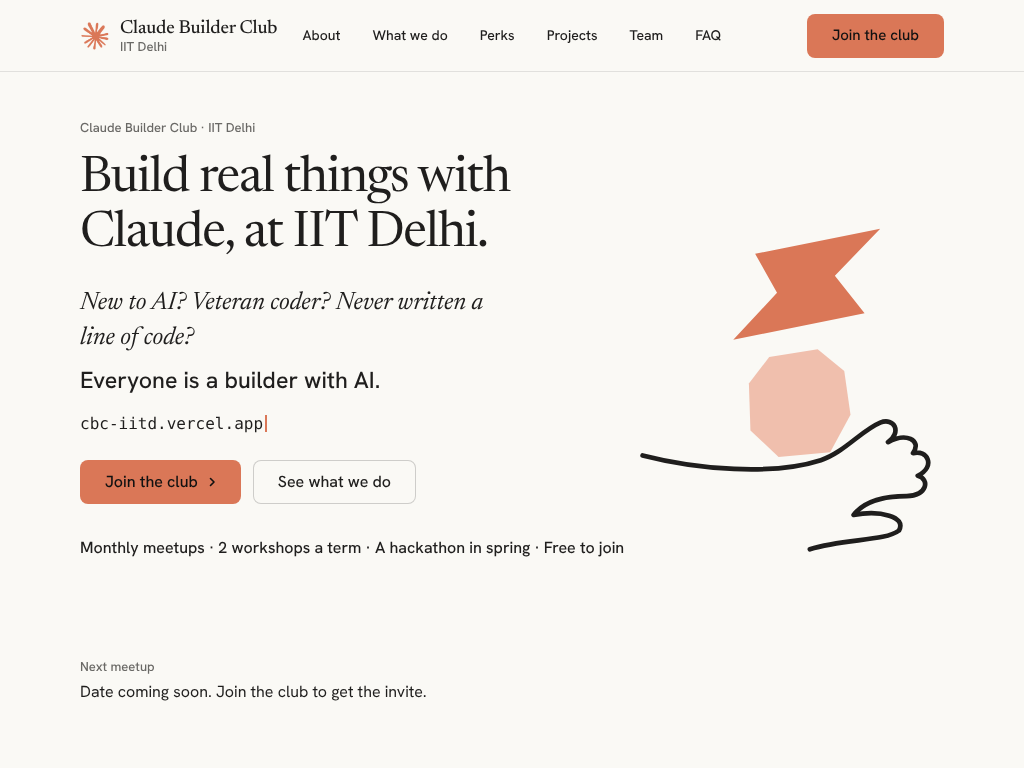 Claude Builder Club
IIT Delhi
About
What we do
Perks
Projects
Team
FAQ
Join the club
Claude Builder Club · IIT Delhi
Build real things with
Claude, at IIT Delhi.
New to AI? Veteran coder? Never written a
line of code?
Everyone is a builder with AI.
cbc-iitd.vercel.app
Join the club
See what we do
Monthly meetups · 2 workshops a term · A hackathon in spring · Free to join
Next meetup
Date coming soon. Join the club to get the invite.